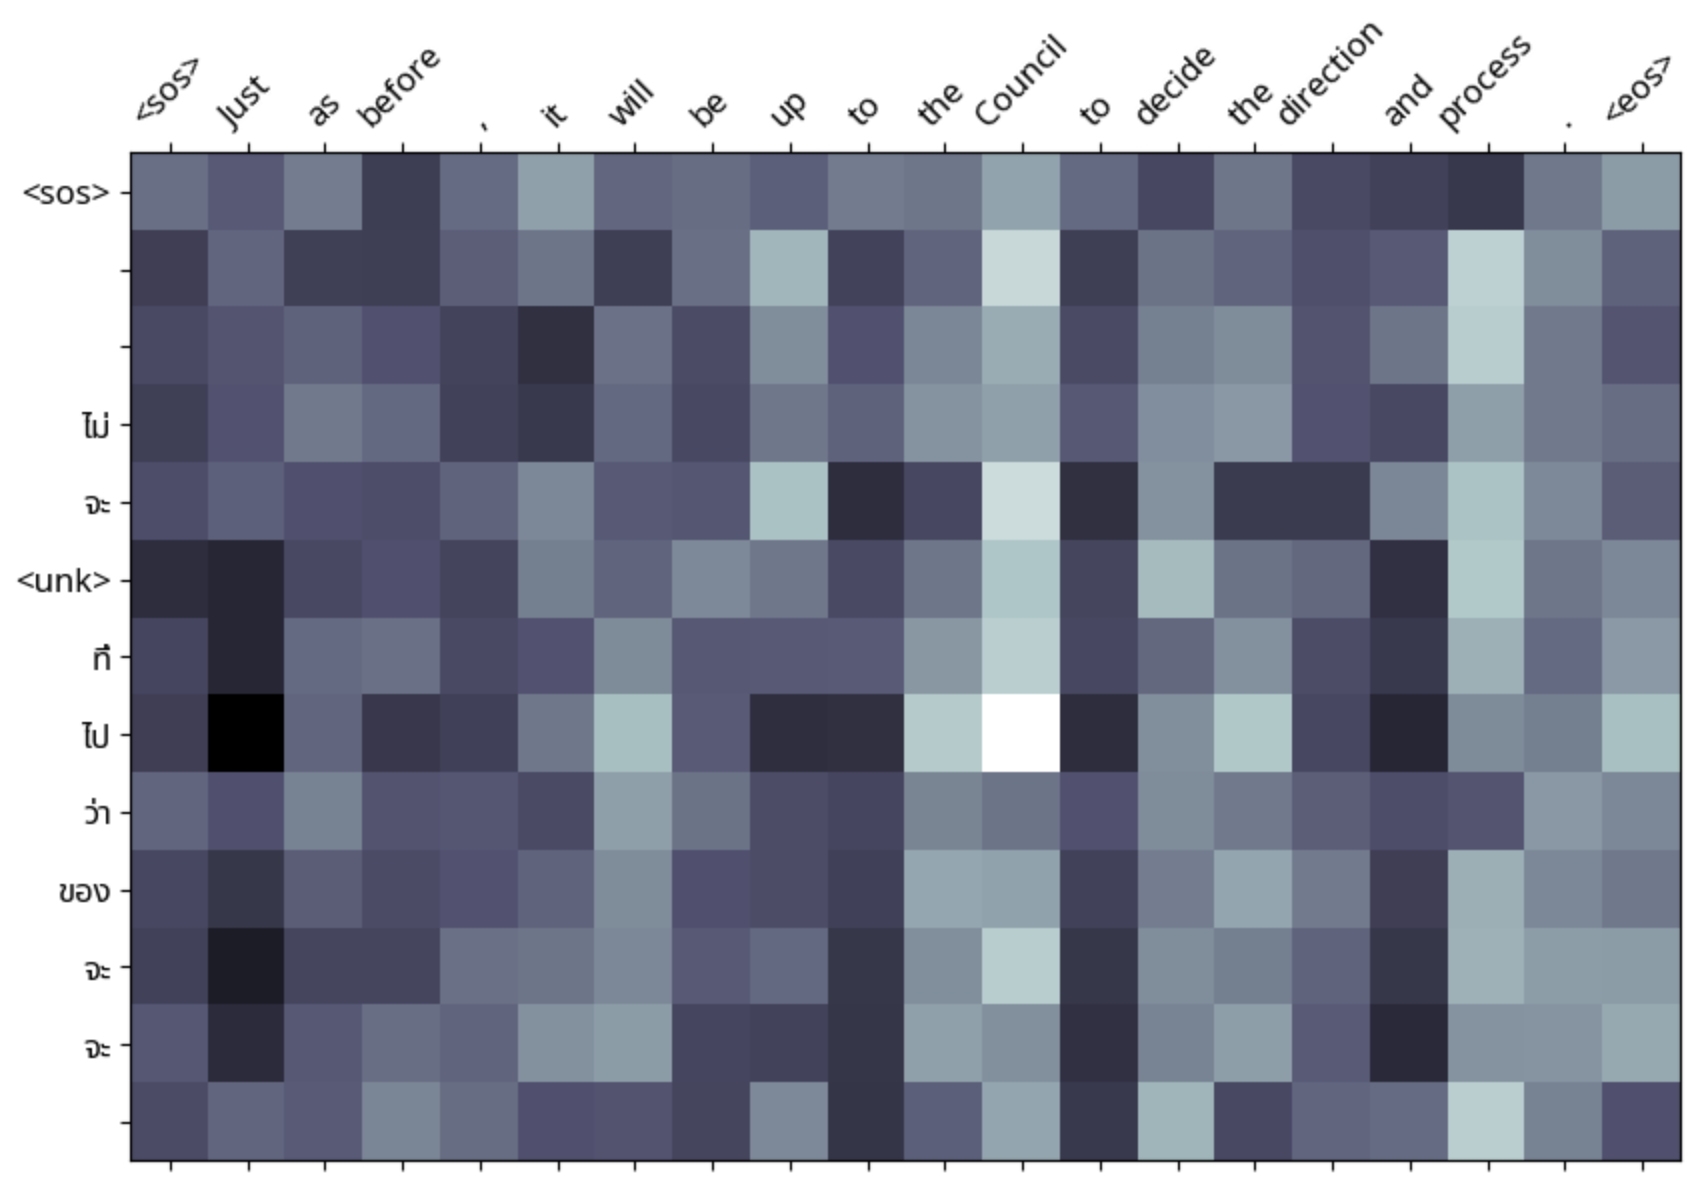 <sos> Just as before , it will be up to the Council to decide the direction and process . <eos>
<sos>
ไม่
จะ
<unk>
ที่
ไป
ว่า
ของ
จะ
จะ